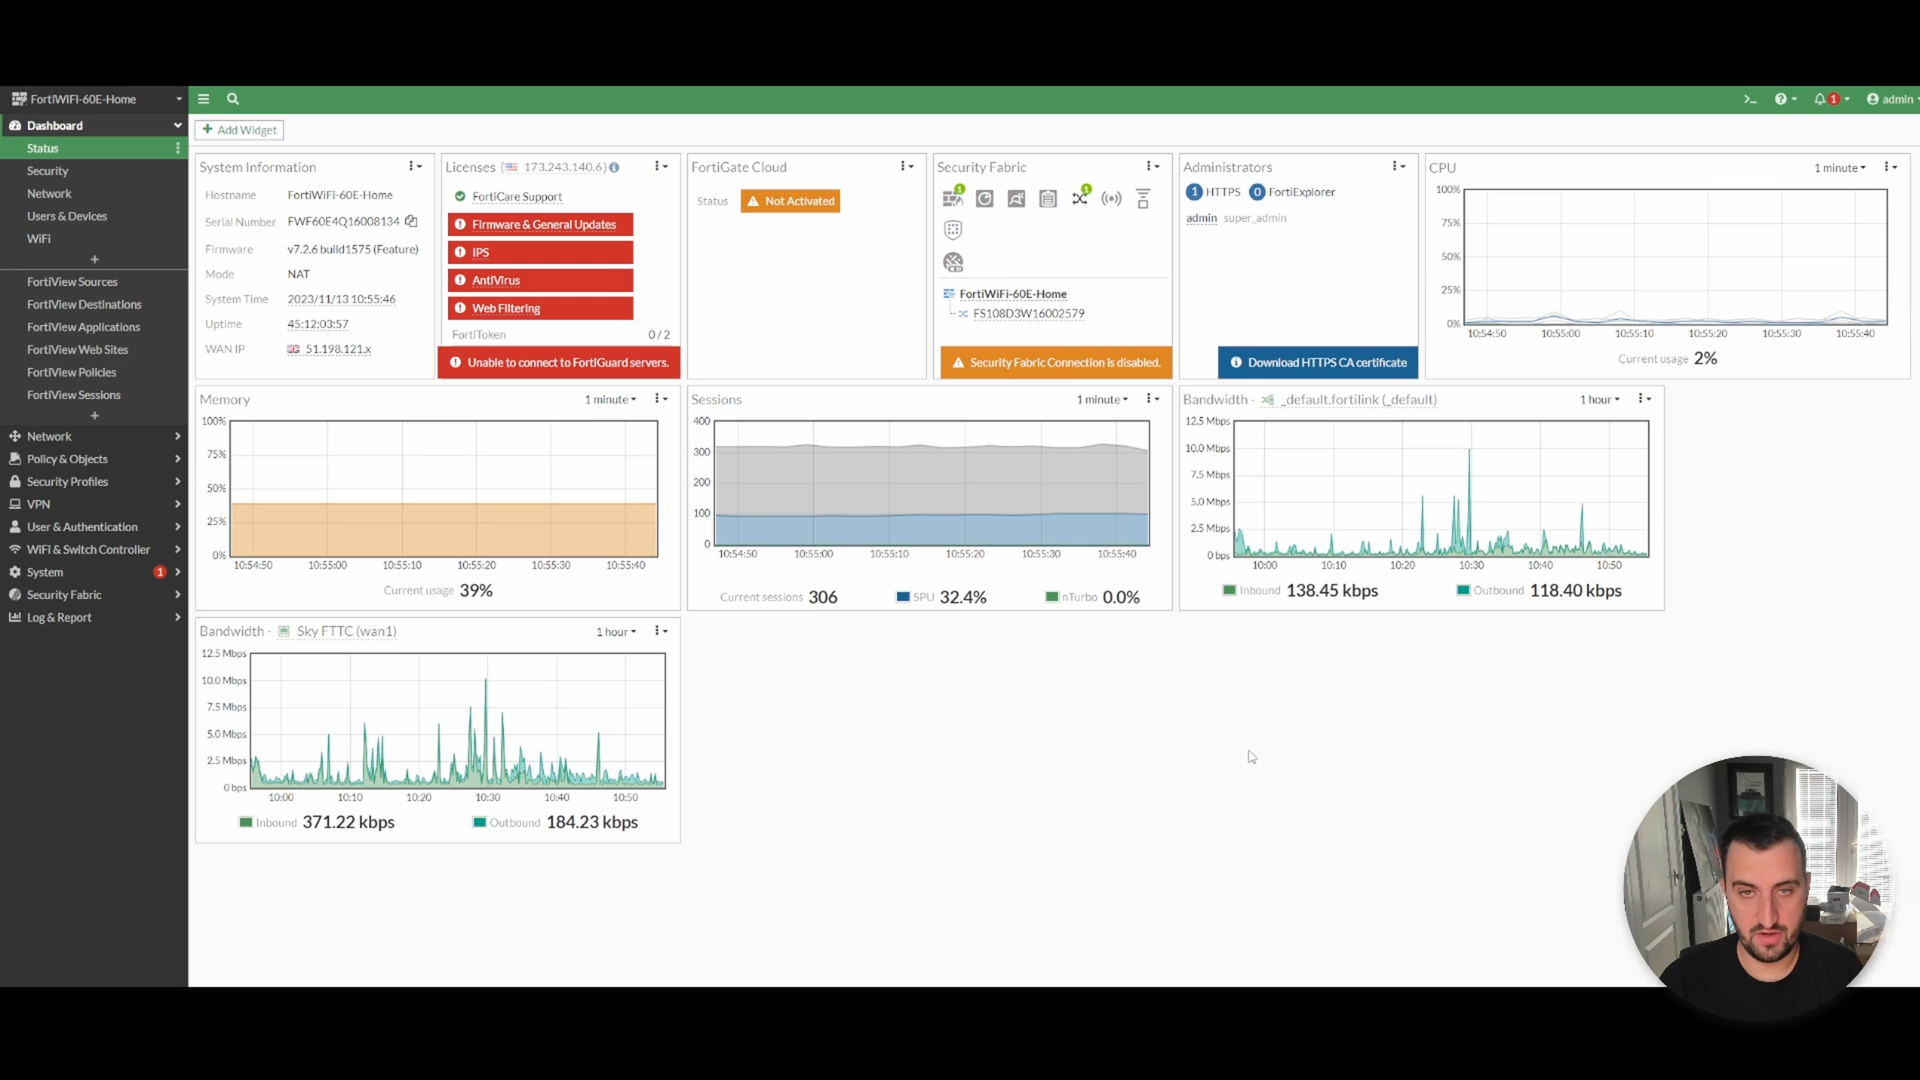 FortiWIFI-60E-Home
admin
Dashboard
Status
Security
Network
Users & Devices
WiFi
FortiView Sources
FortiView Destinations
FortiView Applications
FortiView Web Sites
FortiView Policies
FortiView Sessions
Network
Policy & Objects
Security Profiles
VPN
User & Authentication
WiFi & Switch Controller
System 1
Security Fabric
Log & Report
1
+ Add Widget
System Information
Hostname FortiWiFi-60E-Home
Serial Number FWF60E4Q16008134
Firmware v7.2.6 build1575 (Feature)
Mode NAT
System Time 2023/11/13 10:55:46
Uptime 45:12:03:57
WAN IP 51.198.121.x
Licenses (173.243.140.6)
FortiCare Support
Firmware & General Updates
IPS
AntiVirus
Web Filtering
FortiToken 0 / 2
Unable to connect to FortiGuard servers.
FortiGate Cloud
Status Not Activated
Security Fabric
1 1
FortiWiFi-60E-Home
FS108D3W16002579
Security Fabric Connection is disabled.
Administrators
1 HTTPS 0 FortiExplorer
admin super_admin
Download HTTPS CA certificate
CPU 1 minute
100%
75%
50%
25%
0%
10:54:50 10:55:00 10:55:10 10:55:20 10:55:30 10:55:40
Current usage 2%
Memory 1 minute
100%
75%
50%
25%
0%
10:54:50 10:55:00 10:55:10 10:55:20 10:55:30 10:55:40
Current usage 39%
Sessions 1 minute
400
300
200
100
0
10:54:50 10:55:00 10:55:10 10:55:20 10:55:30 10:55:40
Current sessions 306 SPU 32.4% nTurbo 0.0%
Bandwidth - _default.fortilink (_default) 1 hour
12.5 Mbps
10.0 Mbps
7.5 Mbps
5.0 Mbps
2.5 Mbps
0 bps
10:00 10:10 10:20 10:30 10:40 10:50
Inbound 138.45 kbps Outbound 118.40 kbps
Bandwidth - Sky FTTC (wan1) 1 hour
12.5 Mbps
10.0 Mbps
7.5 Mbps
5.0 Mbps
2.5 Mbps
0 bps
10:00 10:10 10:20 10:30 10:40 10:50
Inbound 371.22 kbps Outbound 184.23 kbps